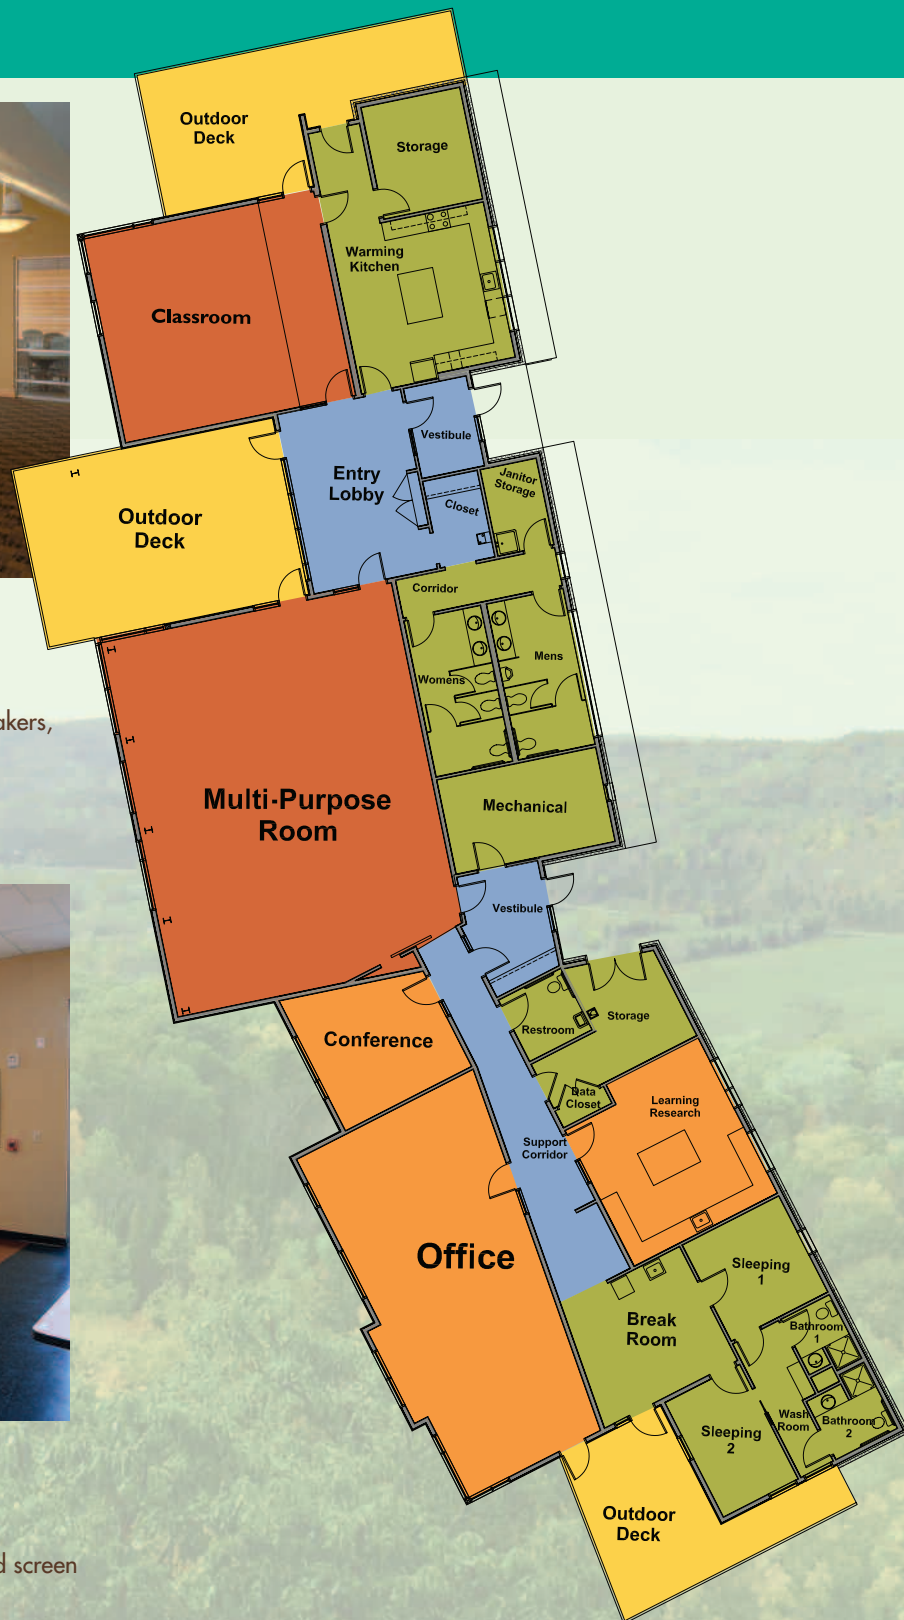 Outdoor
Deck
Storage
Warming
Kitchen
Classroom
Vestibule
Entry
Lobby
Janitor
Storage
Closet
Outdoor
Deck
Corridor
Mens
Womens
akers,
Multi-Purpose
Room
Mechanical
Vestibule
Restroom
Storage
Conference
Data
Closet
Learning
Research
Support
Corridor
Office
Sleeping
1
Break
Room
Bathroom
1
Wash
Room
Bathroom
2
Sleeping
2
Outdoor
Deck
d screen